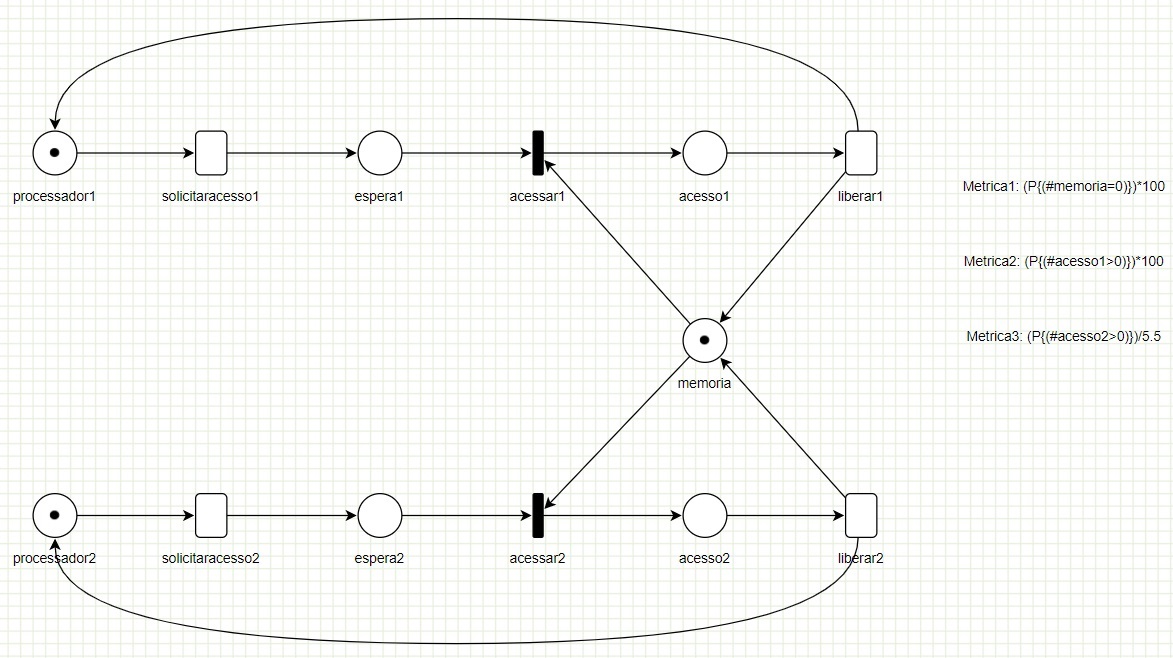 processador1
solicitaracesso1
espera1
acessar1
acesso1
liberar1
Metrica1: (P{(#memoria=0)})*100
Metrica2: (P{(#acesso1>0)})*100
Metrica3: (P{(#acesso2>0)})/5.5
memoria
processador2
solicitaracesso2
espera2
acessar2
acesso2
liberar2